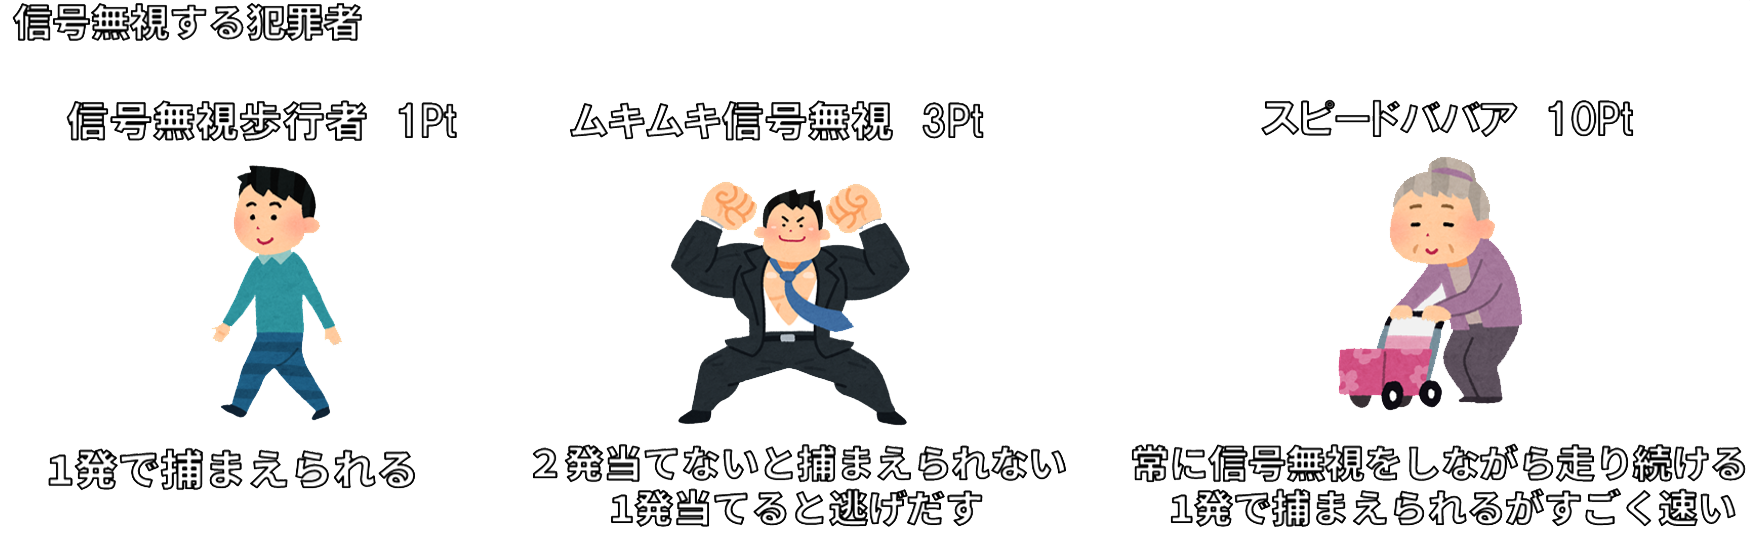 信号無視する犯罪者
信号無視歩行者　1Pt
ムキムキ信号無視　3Pt
スピードババア　10Pt
1発で捕まえられる
２発当てないと捕まえられない
1発当てると逃げだす
常に信号無視をしながら走り続ける
1発で捕まえられるがすごく速い